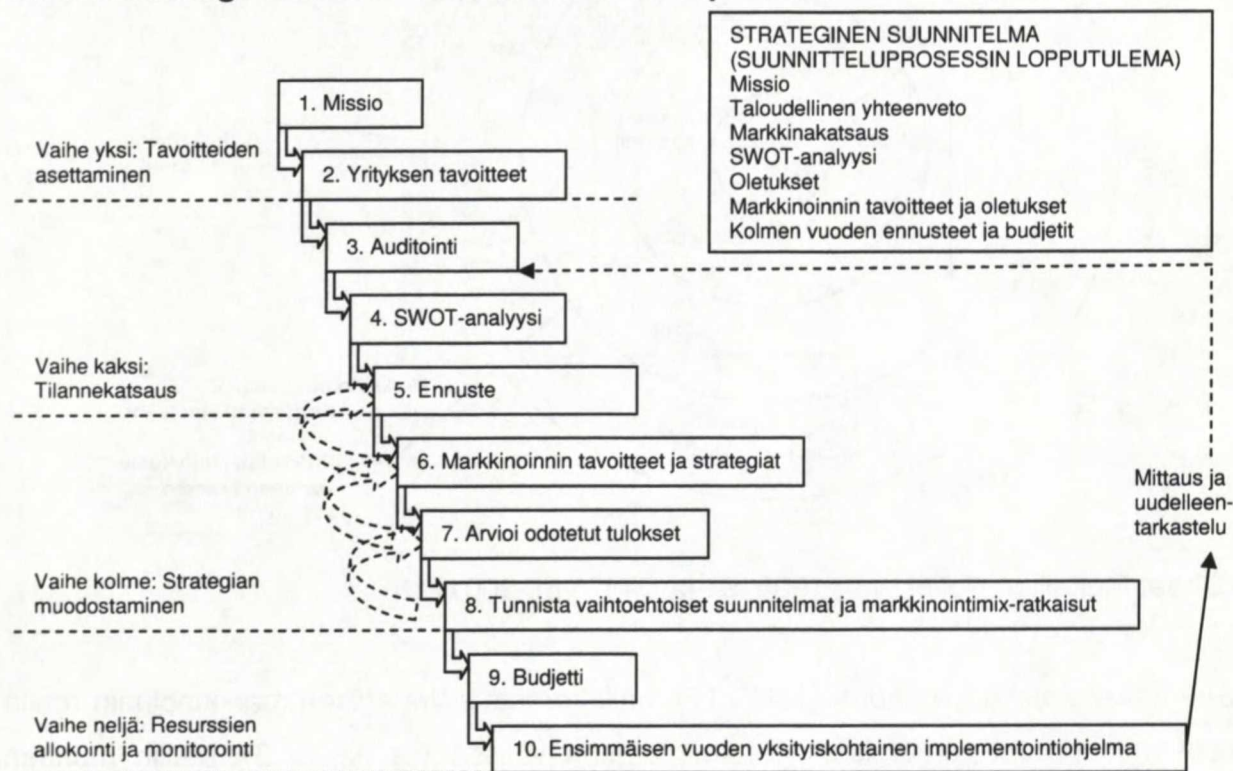 STRATEGINEN SUUNNITELMA
(SUUNNITTELUPROSESSIN LOPPUTULEMA)
Missio
Taloudellinen yhteenveto
Markkinakatsaus
SWOT-analyysi
Oletukset
Markkinoinnin tavoitteet ja oletukset
Kolmen vuoden ennusteet ja budjetit
1. Missio
Vaihe yksi: Tavoitteiden
asettaminen
2. Yrityksen tavoitteet
3. Auditointi
4. SWOT-analyysi
Vaihe kaksi:
Tilannekatsaus
5. Ennuste
6. Markkinoinnin tavoitteet ja strategiat
Mittaus ja
uudelleen-
tarkastelu
7. Arvioi odotetut tulokset
Vaihe kolme: Strategian
muodostaminen
8. Tunnista vaihtoehtoiset suunnitelmat ja markkinointimix-ratkaisut
9. Budjetti
Vaihe neljä: Resurssien
allokointi ja monitorointi
10. Ensimmäisen vuoden yksityiskohtainen implementointiohjelma